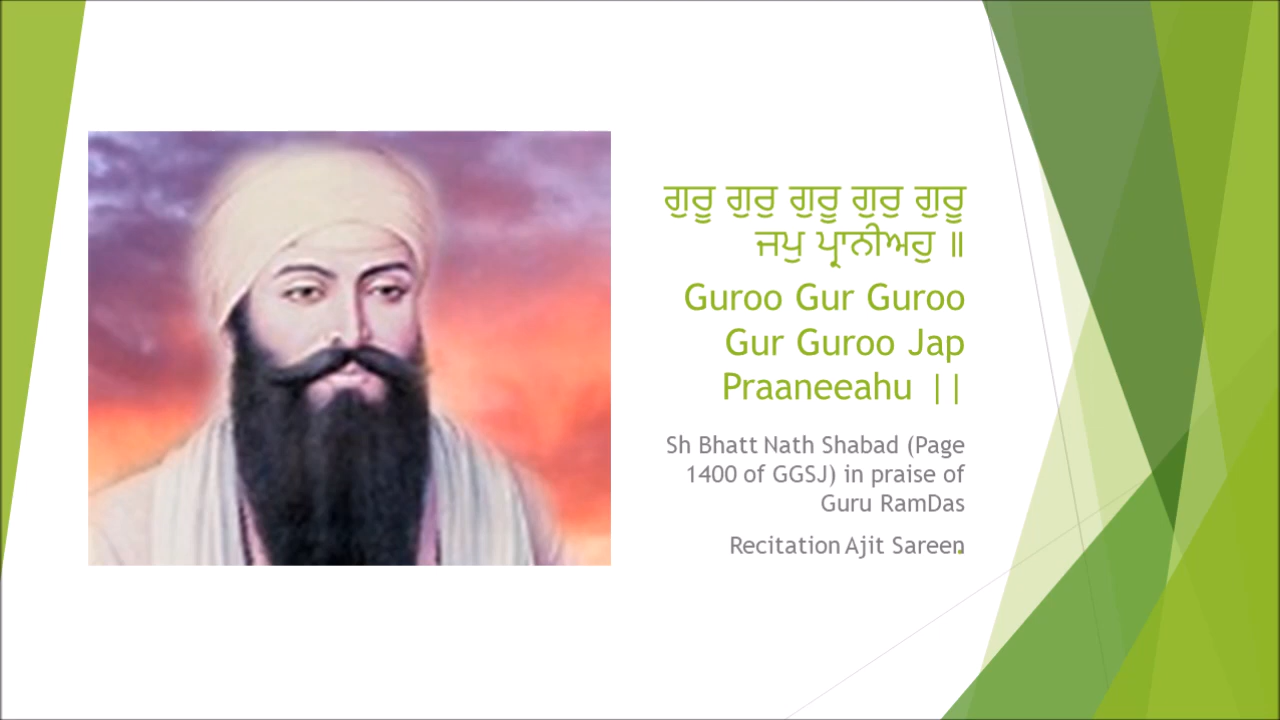 ਗੁਰੂ ਗੁਰੁ ਗੁਰੂ ਗੁਰੁ ਗੁਰੂ
ਜਪੁ ਪ੍ਰਾਨੀਅਹੁ ॥
Guroo Gur Guroo
Gur Guroo Jap
Praaneeahu ||
Sh Bhatt Nath Shabad (Page
1400 of GGSJ) in praise of
Guru RamDas
Recitation Ajit Sareen